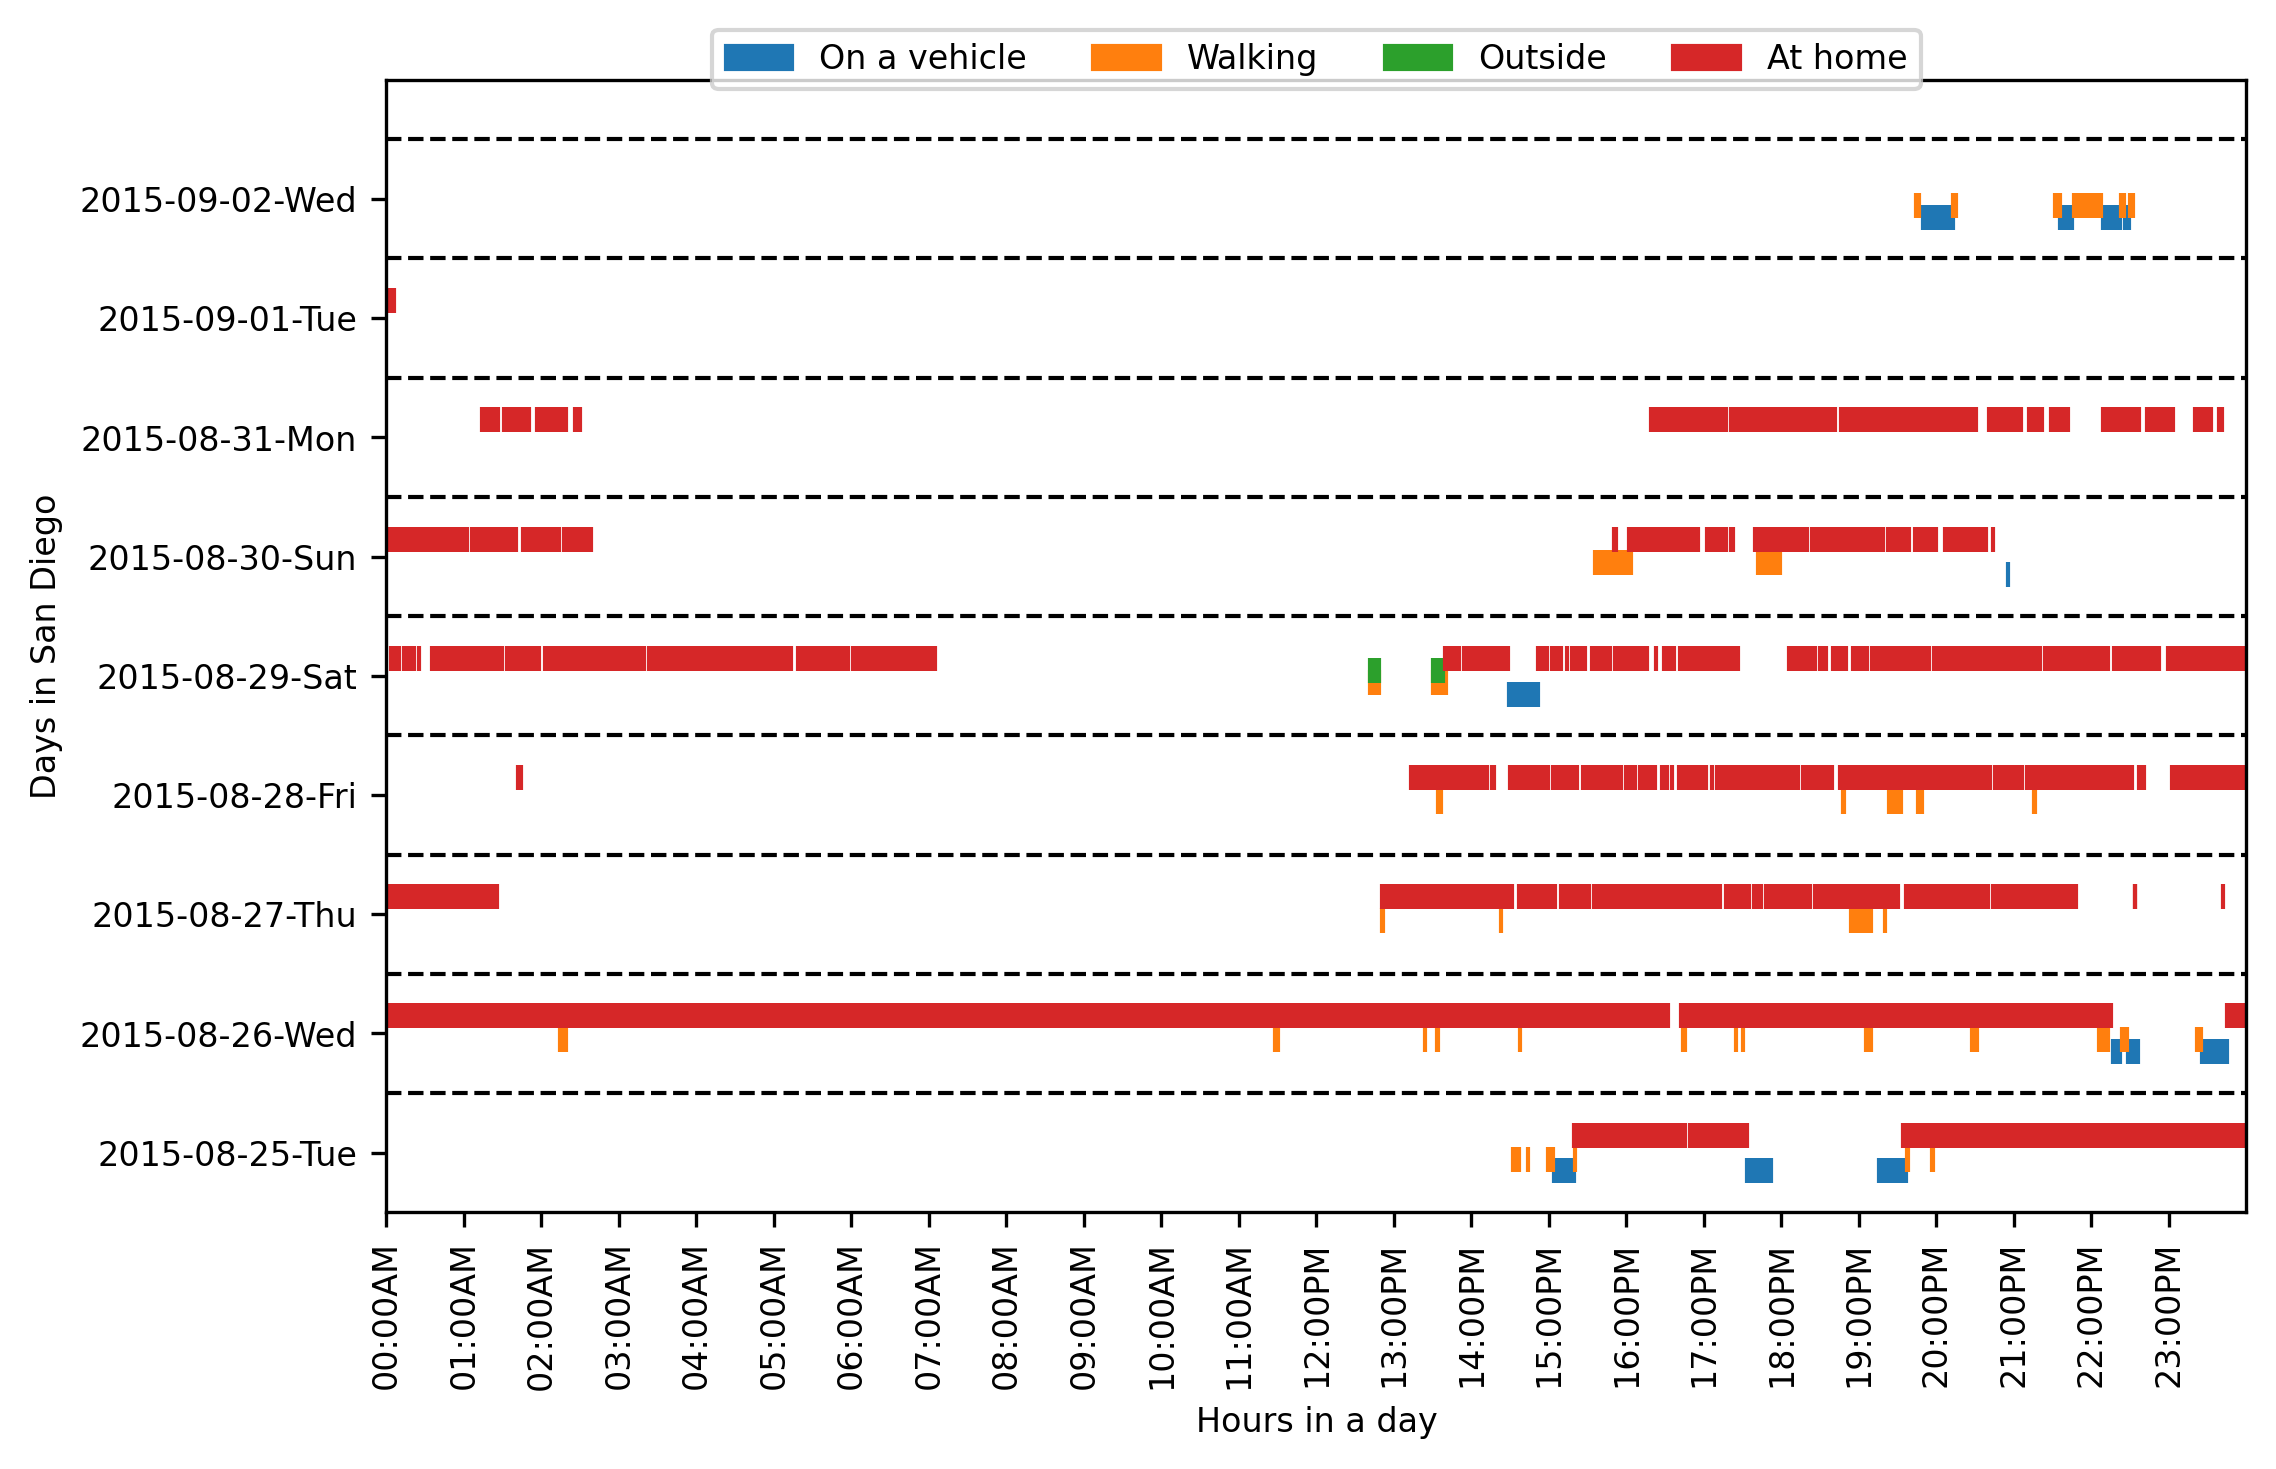 On a vehicle Walking Outside At home
Days in San Diego
2015-09-02-Wed
2015-09-01-Tue
2015-08-31-Mon
2015-08-30-Sun
2015-08-29-Sat
2015-08-28-Fri
2015-08-27-Thu
2015-08-26-Wed
2015-08-25-Tue
00:00AM 01:00AM 02:00AM 03:00AM 04:00AM 05:00AM 06:00AM 07:00AM 08:00AM 09:00AM 10:00AM 11:00AM 12:00PM 13:00PM 14:00PM 15:00PM 16:00PM 17:00PM 18:00PM 19:00PM 20:00PM 21:00PM 22:00PM 23:00PM
Hours in a day